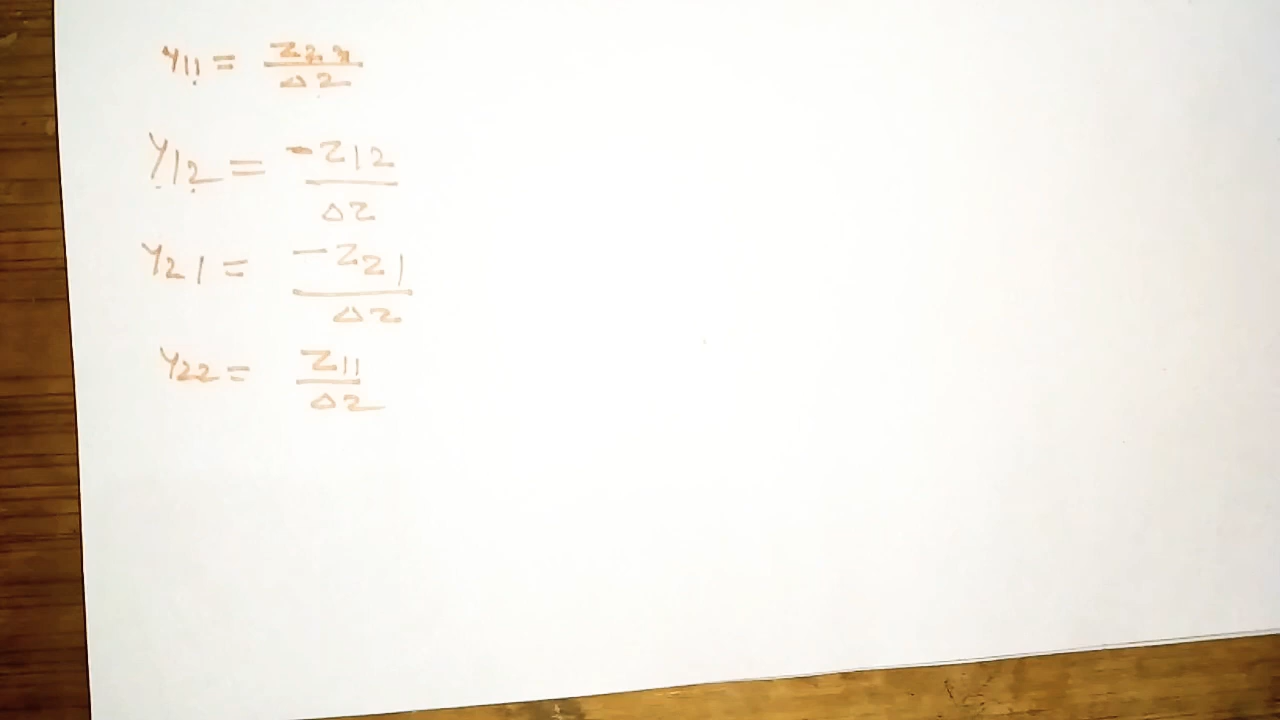 Y11 = Z22
ΔZ
Y12 = -Z12
ΔZ
Y21 = -Z21
ΔZ
Y22 = Z11
ΔZ